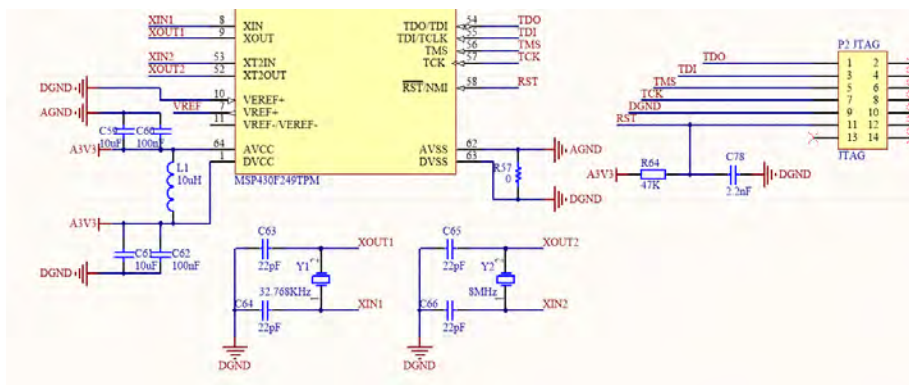 XIN1 8 XIN
XOUT1 9 XOUT
XIN2 53 XT2IN
XOUT2 52 XT2OUT
DGND 10 VEREF+
AGND VREF 7 VREF+
11 VREF-/VEREF-
C59 10uF
C60 100nF
A3V3 64 AVCC
1 DVCC
L1
10uH
A3V3
C61 10uF
C62 100nF
DGND
MSP430F249TPM
TDO/TDI 54 TDO
TDI/TCLK 55 TDI
TMS 56 TMS
TCK 57 TCK
RST/NMI 58 RST
AVSS 62 AGND
DVSS 63
R57
0
DGND
P2 JTAG
TDO 1 2
TDI 3 4
TMS 5 6
TCK 7 8
DGND 9 10
RST 11 12
13 14
JTAG
A3V3 R64 47K
C78 2.2nF
DGND
C63
22pF
XOUT1
Y1
2
1
32.768KHz
C64
22pF
XIN1
DGND
C65
22pF
XOUT2
Y2
2
1
8MHz
C66
22pF
XIN2
DGND